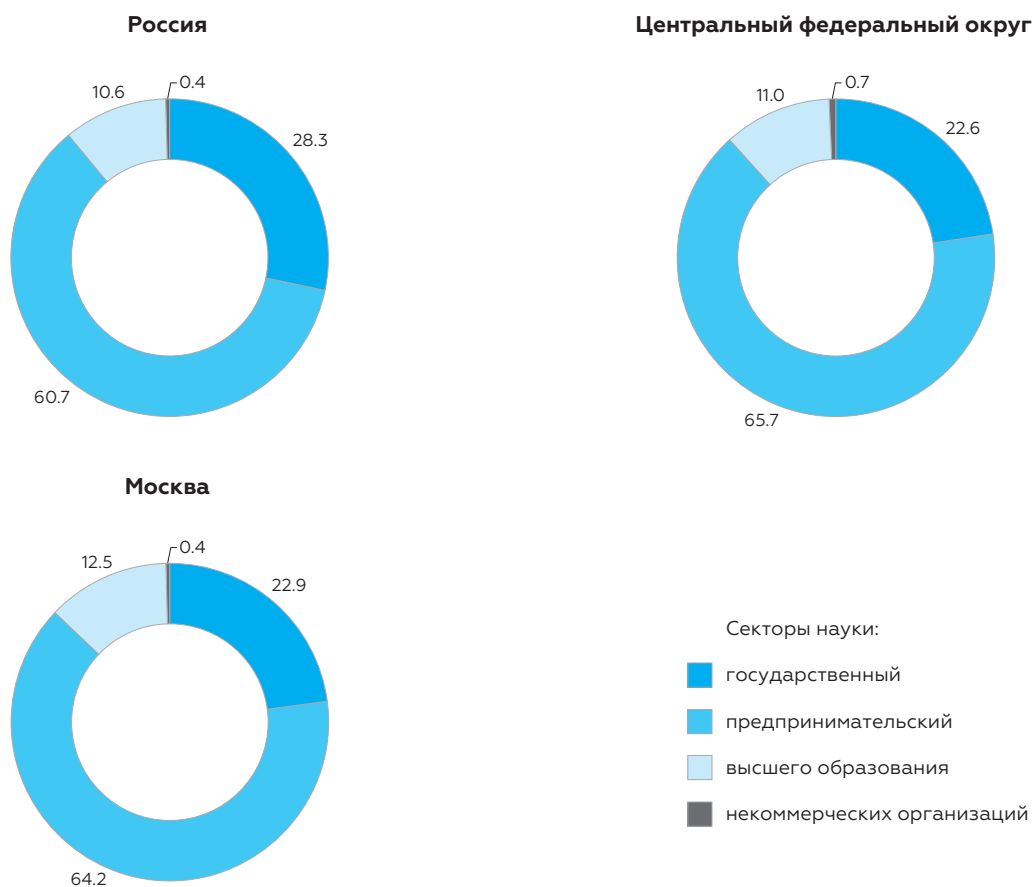 Россия
0.4
10.6
28.3
60.7
Центральный федеральный округ
0.7
11.0
22.6
65.7
Москва
0.4
12.5
22.9
64.2
Секторы науки:
государственный
предпринимательский
высшего образования
некоммерческих организаций